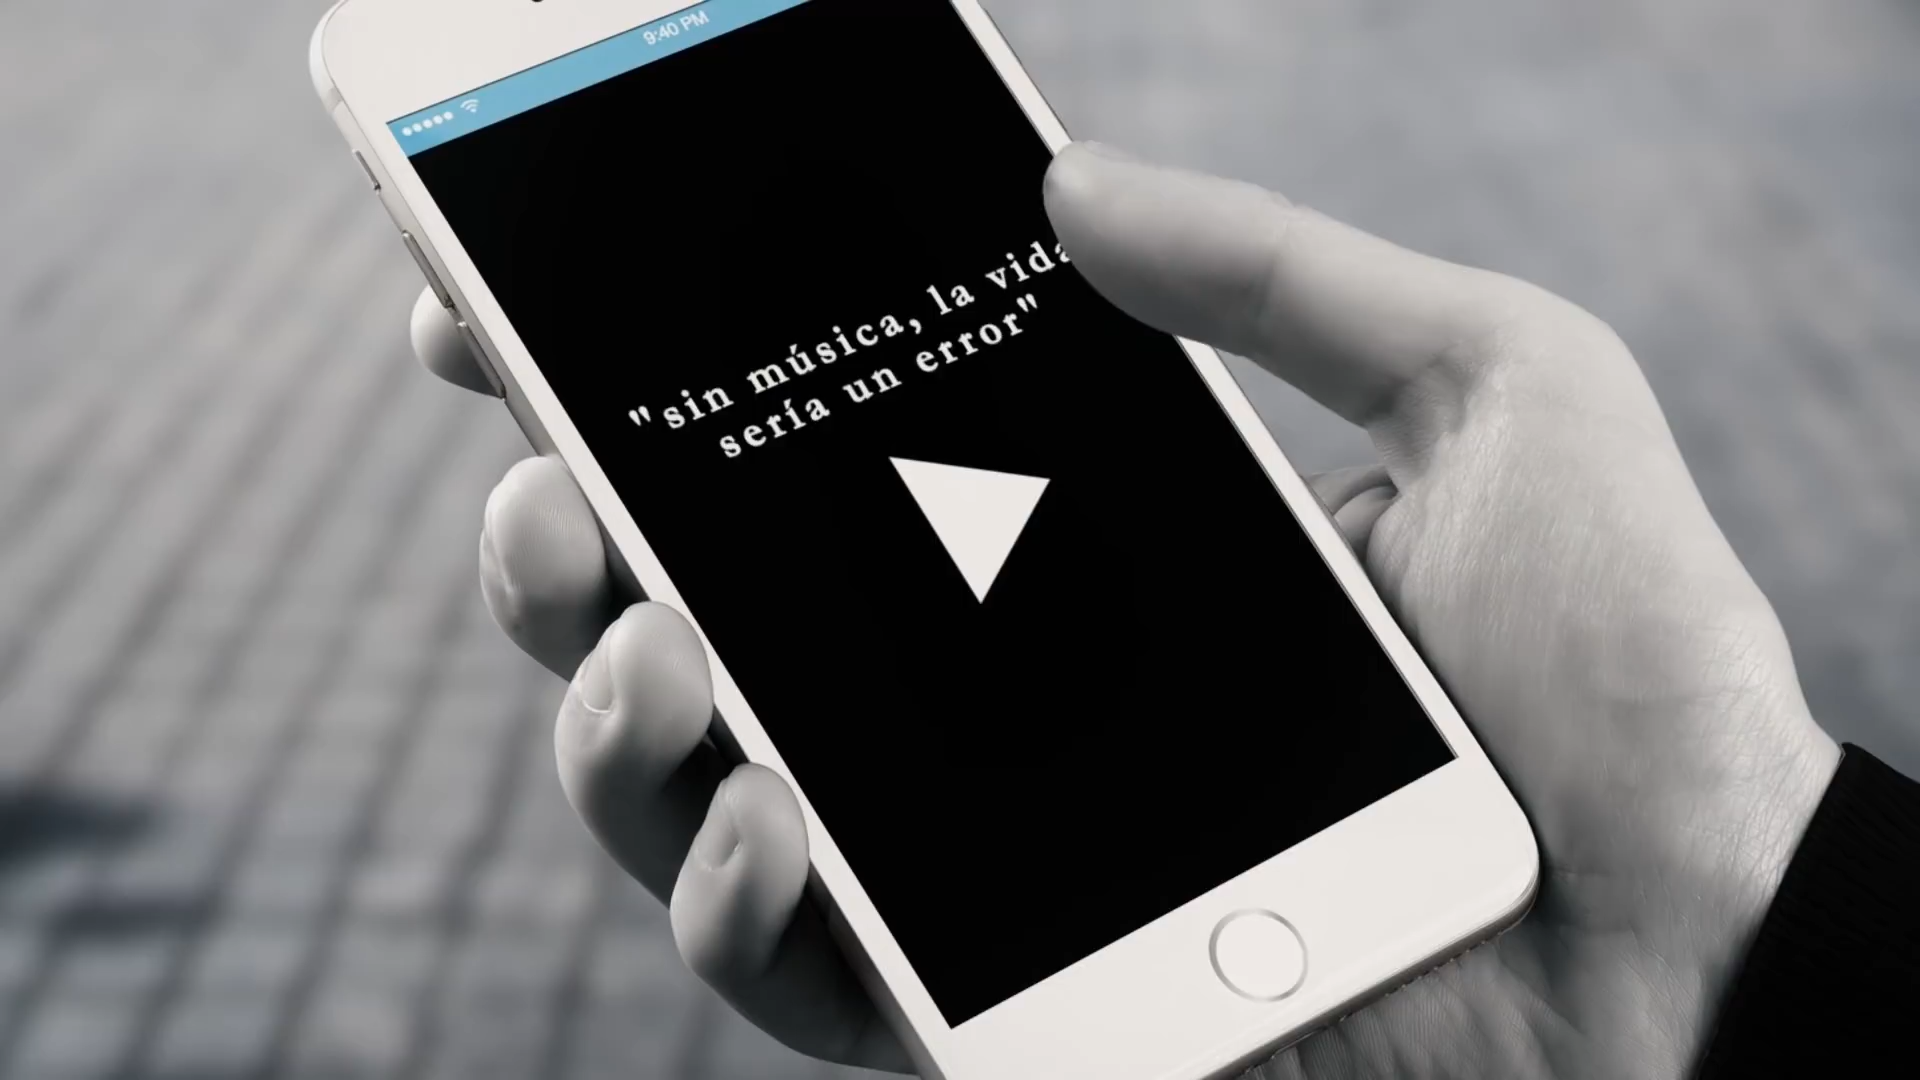 9:40 PM
"sin música, la vida
sería un error"